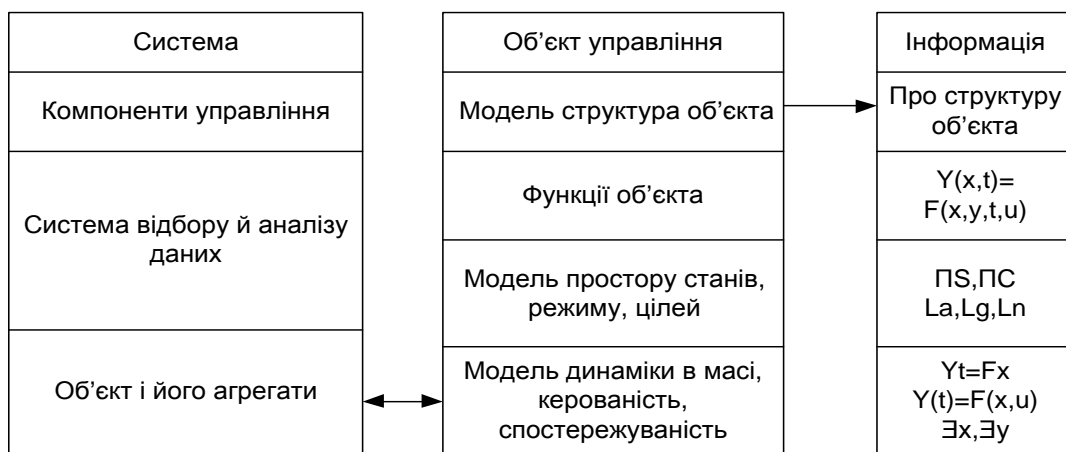 Система
Компоненти управління
Система відбору й аналізу
даних
Об’єкт і його агрегати
Об’єкт управління
Модель структура об’єкта
Функції об’єкта
Модель простору станів,
режиму, цілей
Модель динаміки в масі,
керованість,
спостережуваність
Інформація
Про структуру
об’єкта
Y(x,t)=
F(x,y,t,u)
ПS,ПС
La,Lg,Ln
Yt=Fx
Y(t)=F(x,u)
∃x,∃y